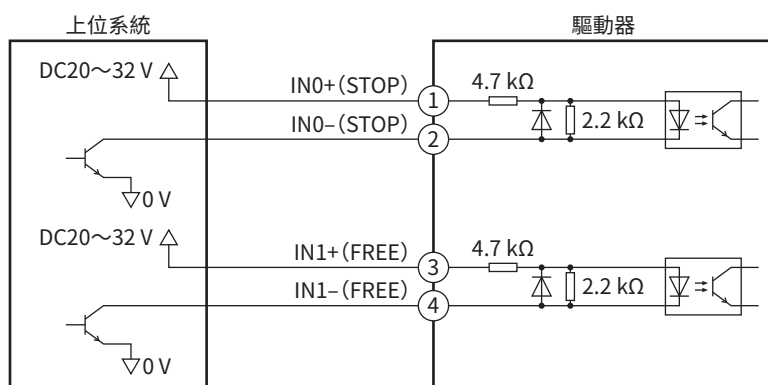 上位系統
驅動器
DC20～32 V
IN0+（STOP）
1
4.7 kΩ
IN0–（STOP）
2
2.2 kΩ
0 V
DC20～32 V
IN1+（FREE）
3
4.7 kΩ
IN1–（FREE）
4
2.2 kΩ
0 V